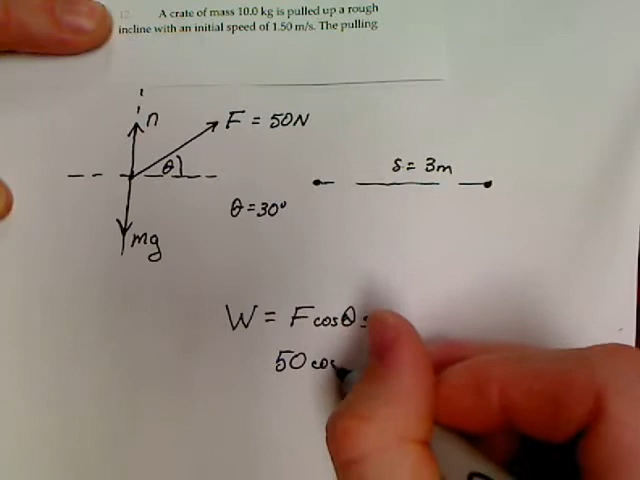 A crate of mass 10.0 kg is pulled up a rough
incline with an initial speed of 1.50 m/s. The pulling
n
F = 50N
θ
s = 3m
θ = 30°
mg
W = F cosθ
50 cos